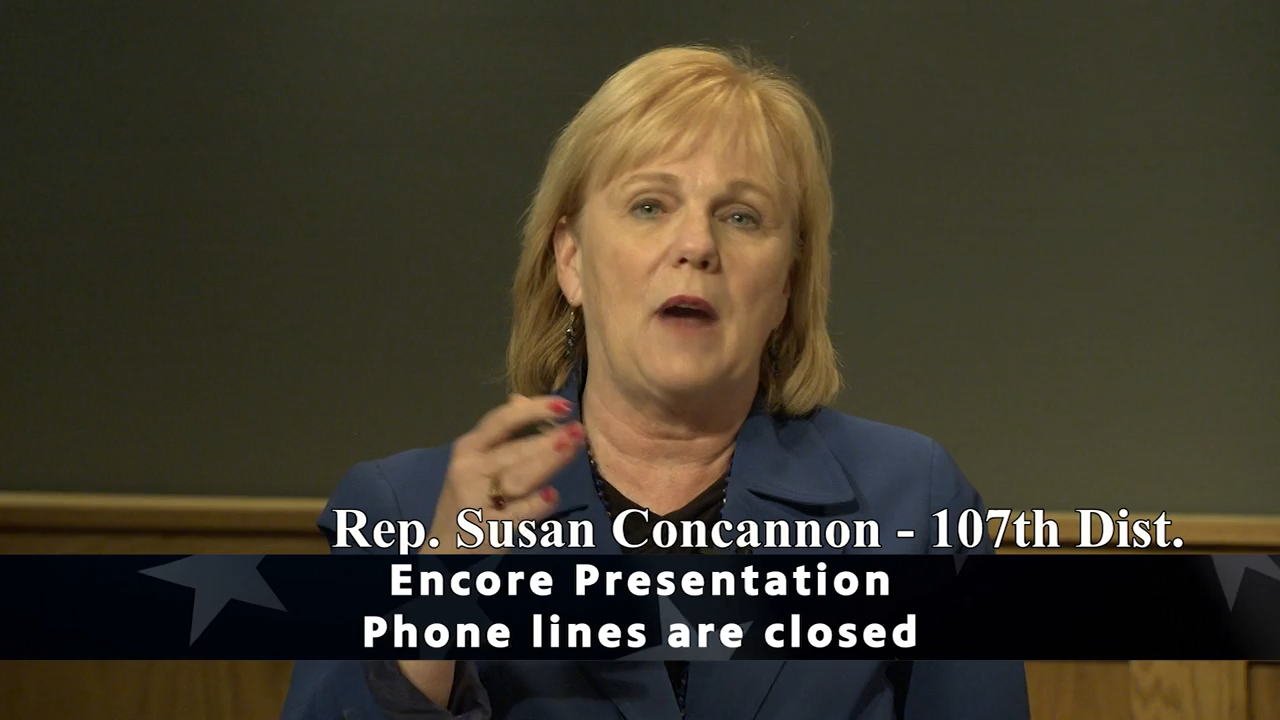 Rep. Susan Concannon - 107th Dist.
Encore Presentation
Phone lines are closed